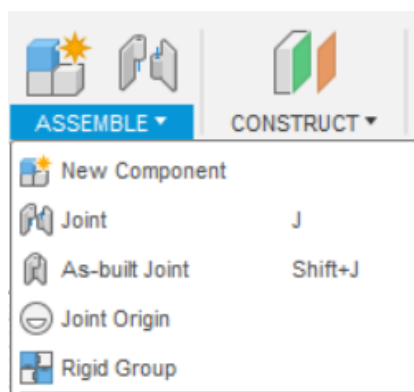 ASSEMBLE CONSTRUCT
New Component
Joint J
As-built Joint Shift+J
Joint Origin
Rigid Group